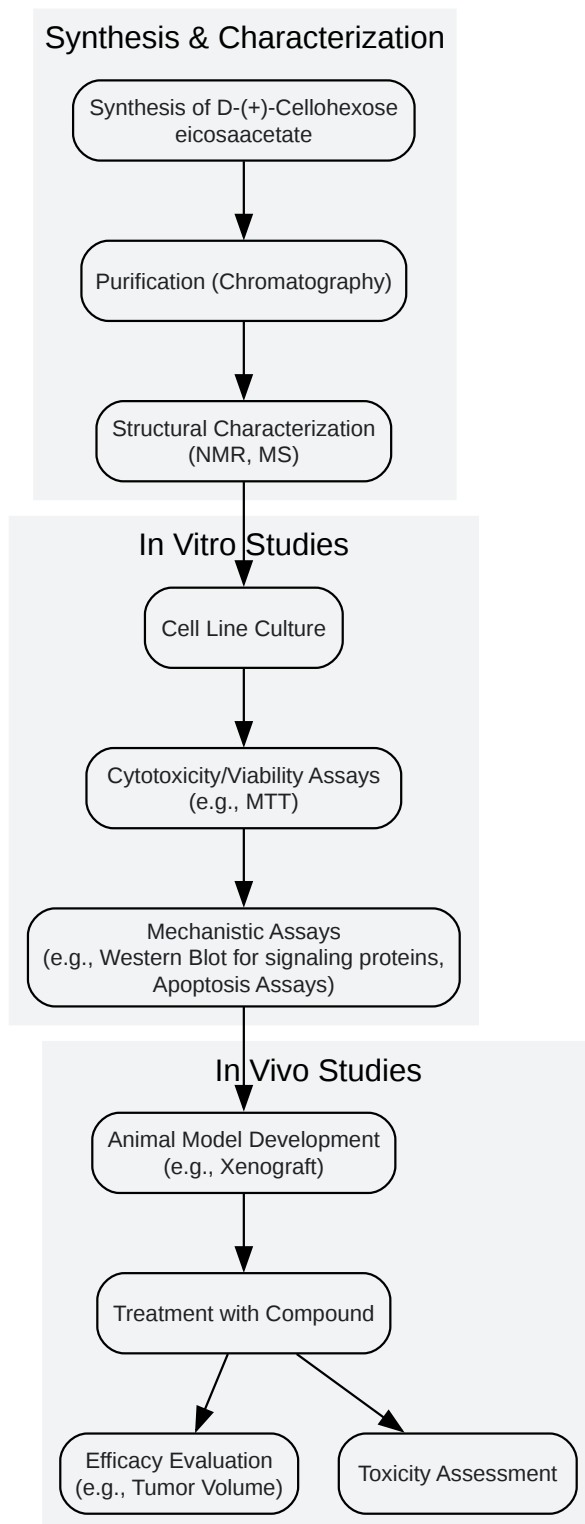 Synthesis & Characterization
Synthesis of D-(+)-Cellohexose
eicosaacetate
Purification (Chromatography)
Structural Characterization
(NMR, MS)
In Vitro Studies
Cell Line Culture
Cytotoxicity/Viability Assays
(e.g., MTT)
Mechanistic Assays
(e.g., Western Blot for signaling proteins,
Apoptosis Assays)
In Vivo Studies
Animal Model Development
(e.g., Xenograft)
Treatment with Compound
Efficacy Evaluation
(e.g., Tumor Volume)
Toxicity Assessment